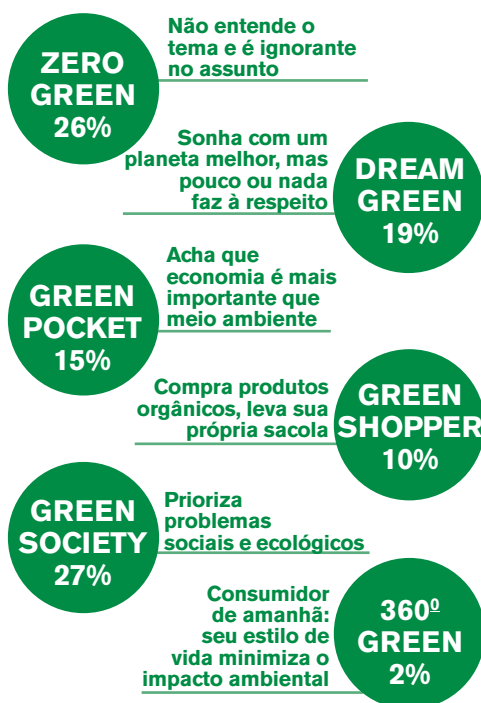 ZERO
GREEN
26%
Não entende o
tema e é ignorante
no assunto
Sonha com um
planeta melhor, mas
pouco ou nada
faz à respeito
DREAM
GREEN
19%
GREEN
POCKET
15%
Acha que
economia é mais
importante que
meio ambiente
Compra produtos
orgânicos, leva sua
própria sacola
GREEN
SHOPPER
10%
GREEN
SOCIETY
27%
Prioriza
problemas
sociais e ecológicos
Consumidor
de amanhã:
seu estilo de
vida minimiza o
impacto ambiental
360º
GREEN
2%